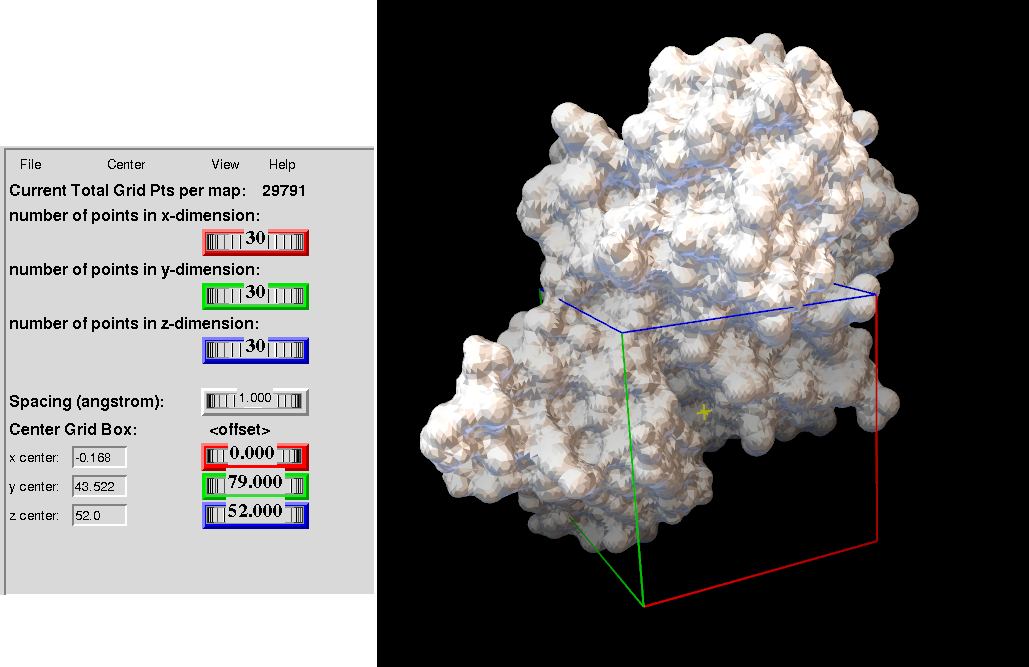 File Center View Help
Current Total Grid Pts per map: 29791
number of points in x-dimension:
30
number of points in y-dimension:
30
number of points in z-dimension:
30
Spacing (angstrom): 1.000
Center Grid Box: <offset>
x center: -0.168 0.000
y center: 43.522 79.000
z center: 52.0 52.000